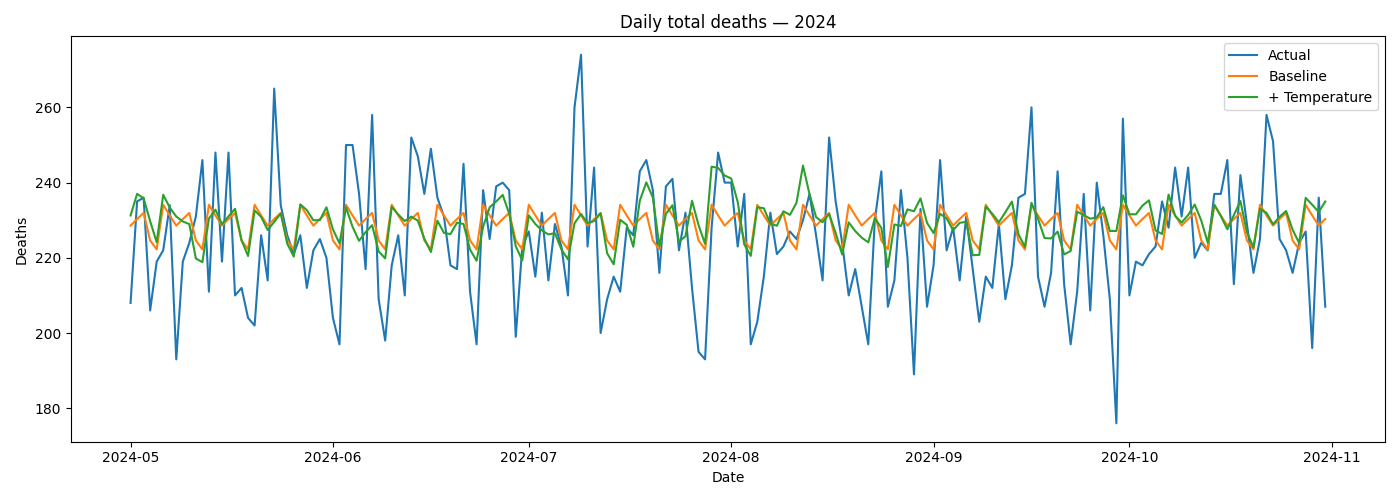 Daily total deaths — 2024
Actual
Baseline
+ Temperature
260
240
220
200
180
Deaths
2024-05
2024-06
2024-07
2024-08
2024-09
2024-10
2024-11
Date